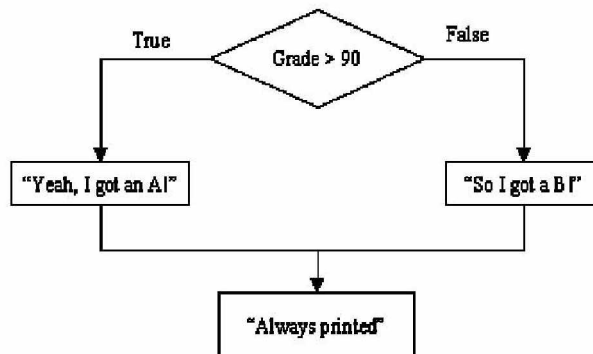 True
Grade > 90
False
“Yeah, I got an A!”
“So I got a B!”
“Always printed”